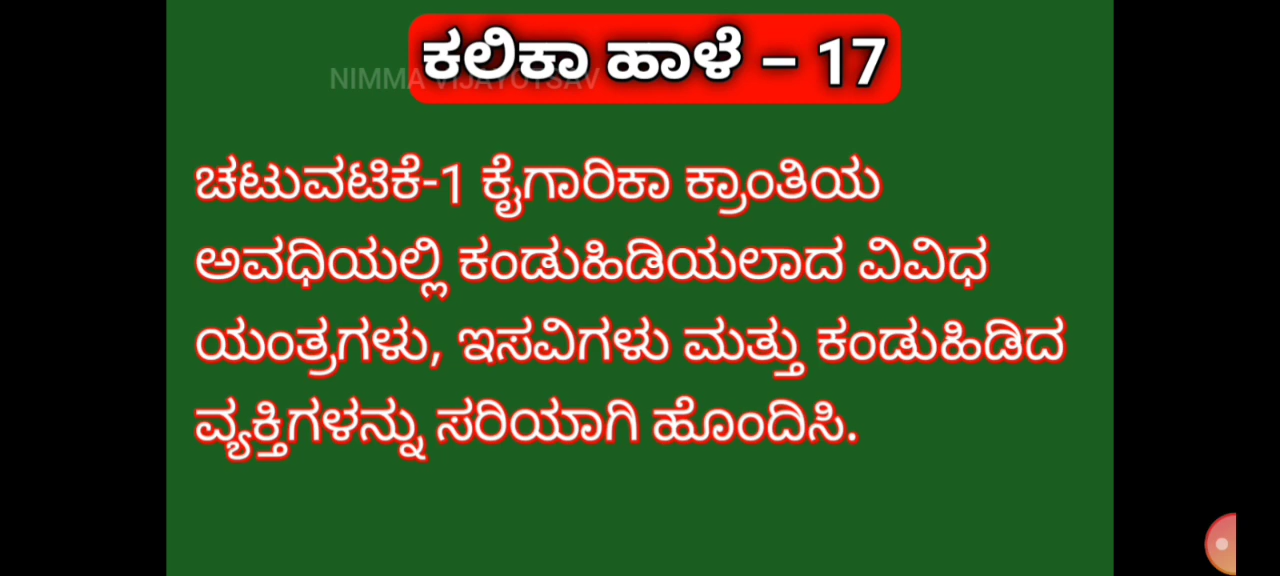 ಕಲಿಕಾ ಹಾಳೆ – 17
NIMMA VIJAYOTSAV
ಚಟುವಟಿಕೆ-1 ಕೈಗಾರಿಕಾ ಕ್ರಾಂತಿಯ
ಅವಧಿಯಲ್ಲಿ ಕಂಡುಹಿಡಿಯಲಾದ ವಿವಿಧ
ಯಂತ್ರಗಳು, ಇಸವಿಗಳು ಮತ್ತು ಕಂಡುಹಿಡಿದ
ವ್ಯಕ್ತಿಗಳನ್ನು ಸರಿಯಾಗಿ ಹೊಂದಿಸಿ.